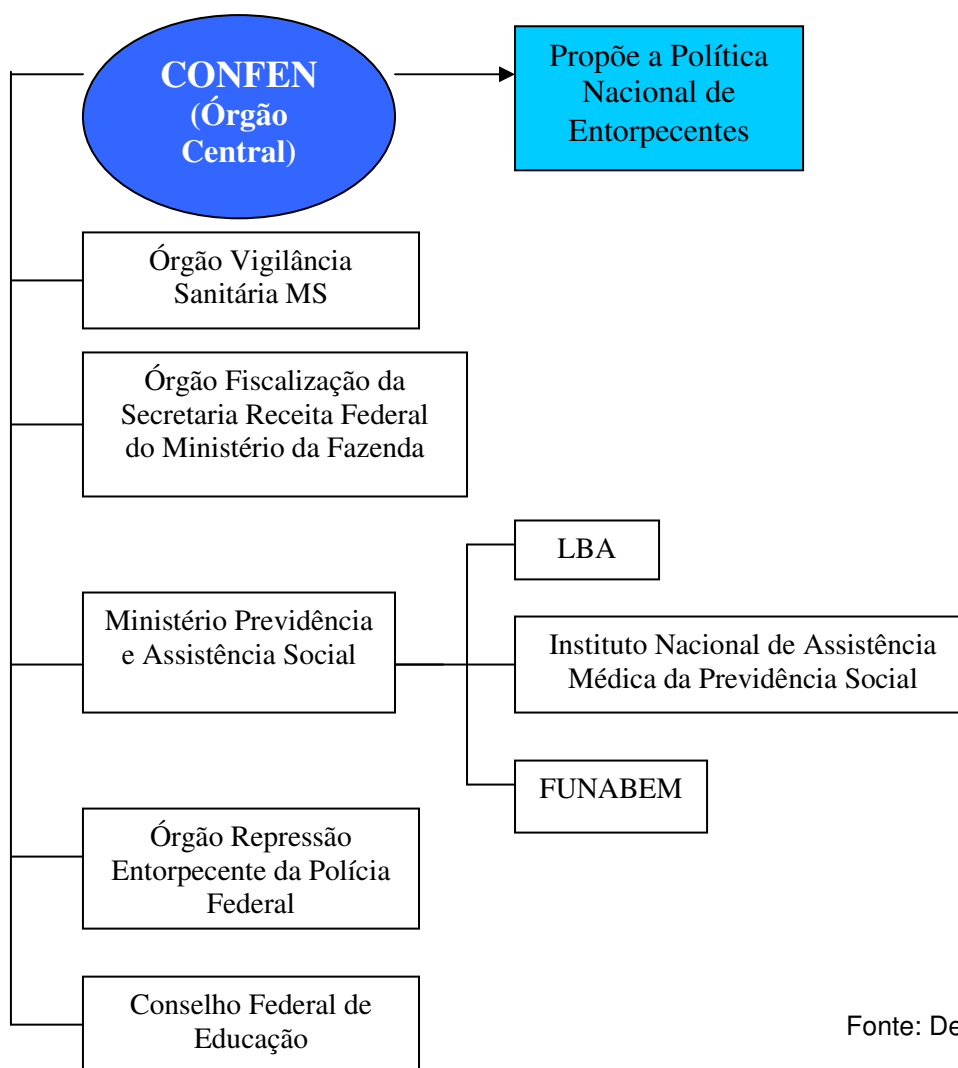 CONFEN
(Órgão
Central)
Propõe a Política
Nacional de
Entorpecentes
Órgão Vigilância
Sanitária MS
Órgão Fiscalização da
Secretaria Receita Federal
do Ministério da Fazenda
LBA
Ministério Previdência
e Assistência Social
Instituto Nacional de Assistência
Médica da Previdência Social
FUNABEM
Órgão Repressão
Entorpecente da Polícia
Federal
Conselho Federal de
Educação
Fonte: De